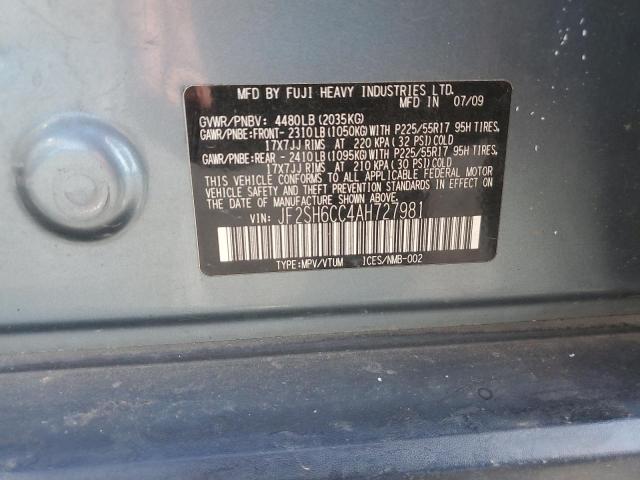 MFD BY FUJI HEAVY INDUSTRIES LTD.
MFD IN 07/09
GVWR/PNBV: 4480LB(2035KG)
GAWR/PNBE:FRONT- 2310LB(1050KG)WITH P225/55R17 95H TIRES,
17X7JJ RIMS AT 220 KPA(32 PSI)COLD
GAWR/PNBE:REAR - 2410LB(1095KG)WITH P225/55R17 95H TIRES,
17X7JJ RIMS AT 210 KPA(30 PSI)COLD
THIS VEHICLE CONFORMS TO ALL APPLICABLE FEDERAL MOTOR
VEHICLE SAFETY AND THEFT PREVENTION STANDARDS IN EFFECT ON
THE DATE OF MANUFACTURE SHOWN ABOVE.
VIN: JF2SH6CC4AH727981
TYPE:MPV/VTUM ICES/NMB-002